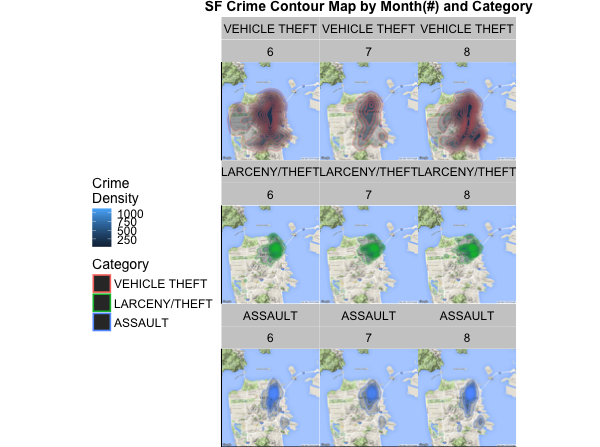 SF Crime Contour Map by Month(#) and Category
VEHICLE THEFT VEHICLE THEFT VEHICLE THEFT
6 7 8
LARCENY/THEFT LARCENY/THEFT LARCENY/THEFT
6 7 8
ASSAULT ASSAULT ASSAULT
6 7 8
Crime
Density
1000
750
500
250
Category
VEHICLE THEFT
LARCENY/THEFT
ASSAULT